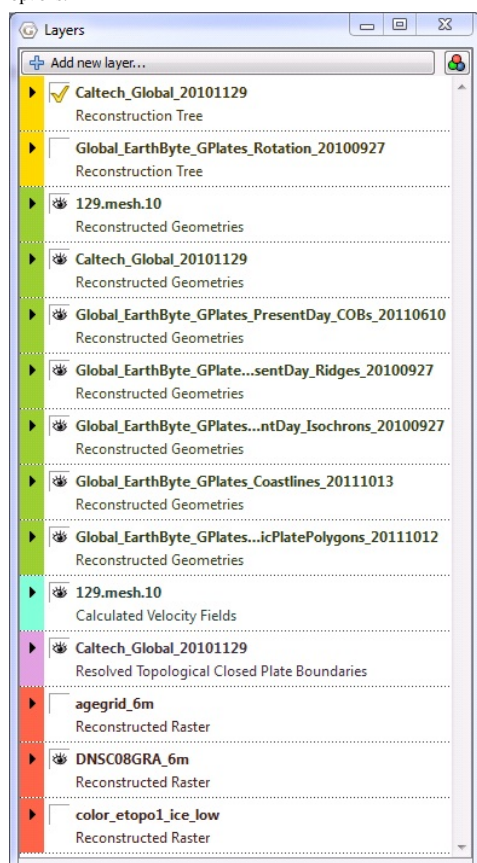 Layers
Add new layer...
Caltech_Global_20101129
Reconstruction Tree
Global_EarthByte_GPlates_Rotation_20100927
Reconstruction Tree
129.mesh.10
Reconstructed Geometries
Caltech_Global_20101129
Reconstructed Geometries
Global_EarthByte_GPlates_PresentDay_COBs_20110610
Reconstructed Geometries
Global_EarthByte_GPlate...sentDay_Ridges_20100927
Reconstructed Geometries
Global_EarthByte_GPlates...ntDay_Isochrons_20100927
Reconstructed Geometries
Global_EarthByte_GPlates_Coastlines_20111013
Reconstructed Geometries
Global_EarthByte_GPlates...icPlatePolygons_20111012
Reconstructed Geometries
129.mesh.10
Calculated Velocity Fields
Caltech_Global_20101129
Resolved Topological Closed Plate Boundaries
agegrid_6m
Reconstructed Raster
DNSC08GRA_6m
Reconstructed Raster
color_etopo1_ice_low
Reconstructed Raster